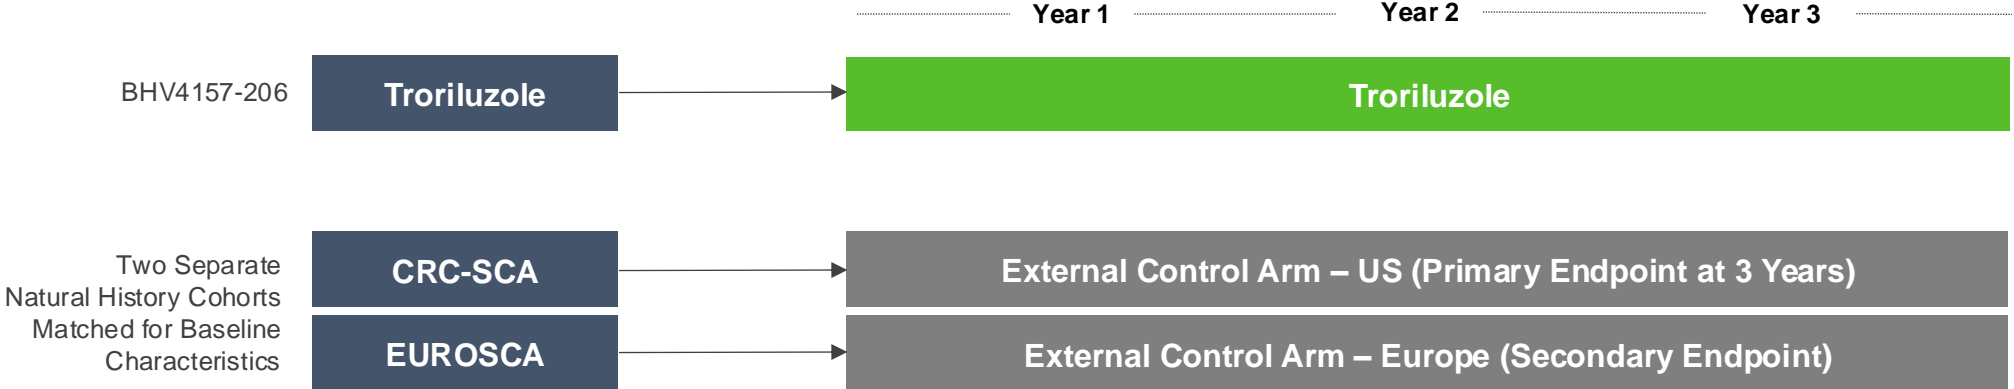 Year 1
Year 2
Year 3
BHV4157-206
Troriluzole
Troriluzole
Two Separate
Natural History Cohorts
Matched for Baseline
Characteristics
CRC-SCA
External Control Arm – US (Primary Endpoint at 3 Years)
EUROSCA
External Control Arm – Europe (Secondary Endpoint)